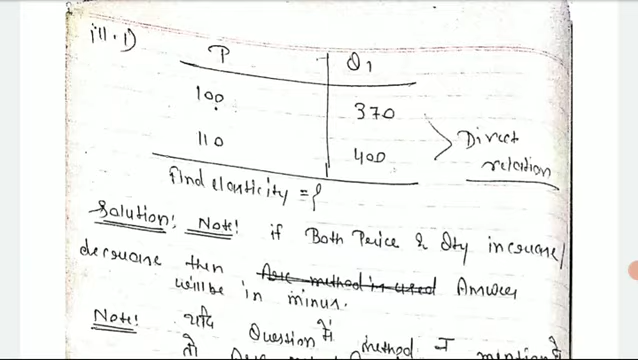 ill. 1)
P Q1
100 370
110 400
Direct
relation
find elasticity = ?
Solution: Note! if Both Price & Qty increase/
decrease then Arc method is used Answer
will be in minus.
Note: यदि Question में method न mention है
तो